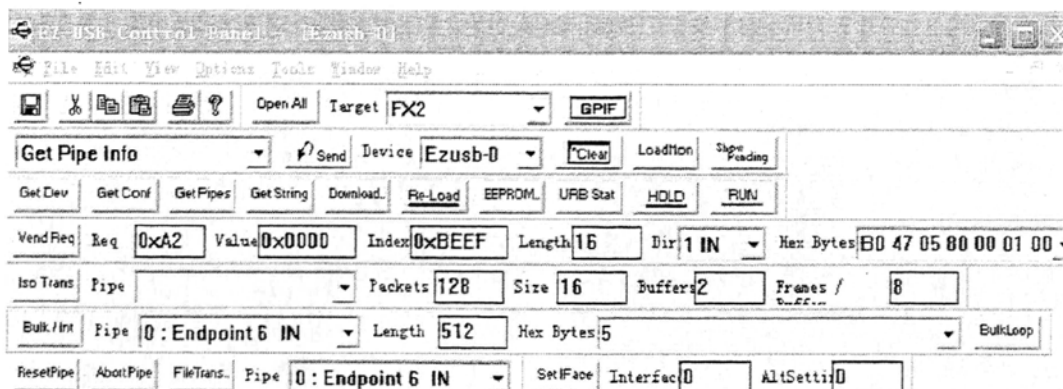 EZ-USB Control Panel - [Ezusb-0]
File Edit View Options Tools Window Help
Open All Target FX2 GPIF
Get Pipe Info Send Device Ezusb-0 Clear LoadMon Show Pending
Get Dev Get Conf Get Pipes Get String Download.. Re-Load EEPROM.. URB Stat HOLD RUN
Vend Req Req 0xA2 Value 0x0000 Index 0xBEEF Length 16 Dir 1 IN Hex Bytes B0 47 05 80 00 01 00
Iso Trans Pipe Packets 128 Size 16 Buffers 2 Frames / 8
Bulk / Int Pipe 0 : Endpoint 6 IN Length 512 Hex Bytes 5 BulkLoop
ResetPipe AbortPipe FileTrans.. Pipe 0 : Endpoint 6 IN Set IFace Interfac 0 AltSetti 0